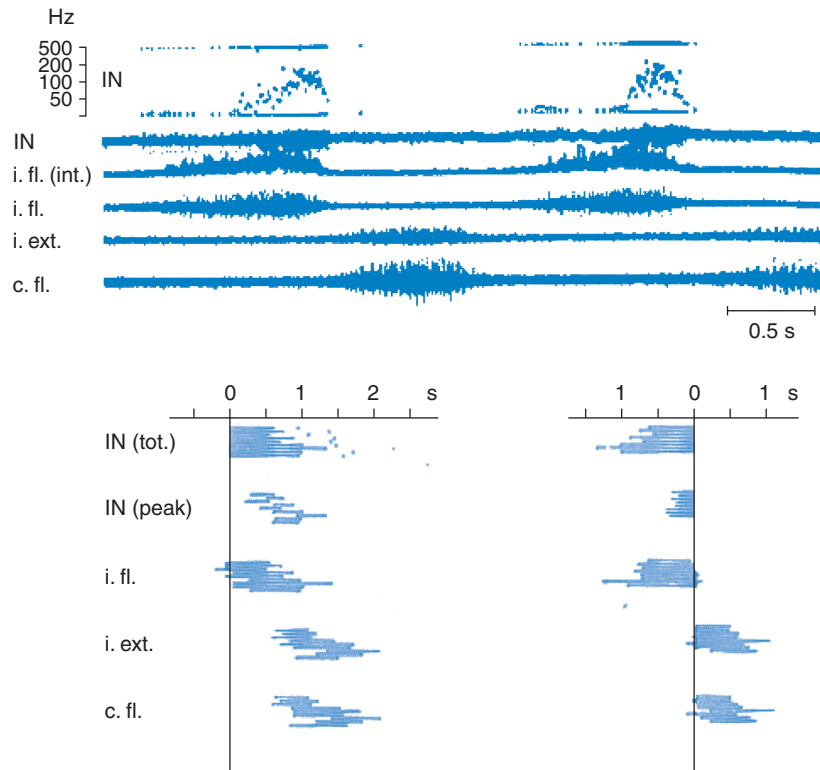 Hz
500
200
100
50
IN
IN
i. fl. (int.)
i. fl.
i. ext.
c. fl.
0.5 s
0 1 2 s 1 0 1 s
IN (tot.)
IN (peak)
i. fl.
i. ext.
c. fl.